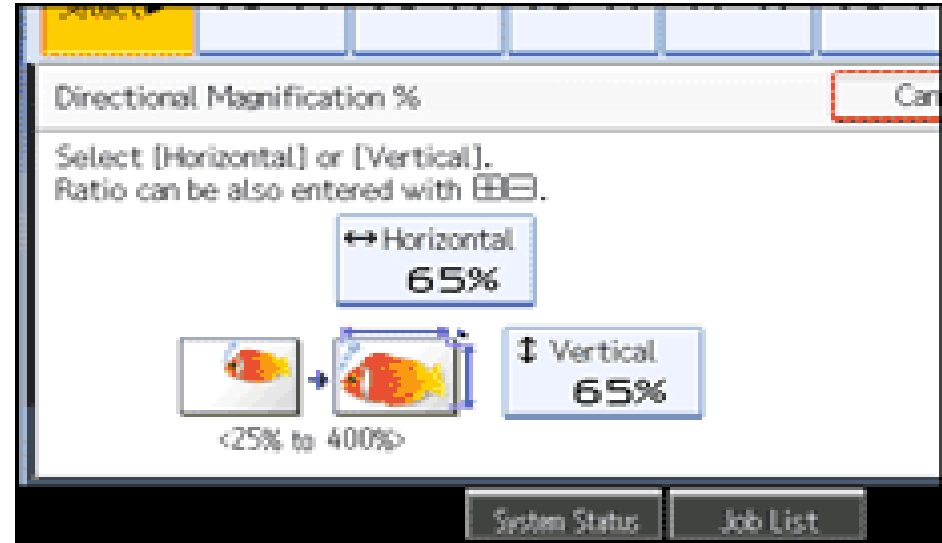 Directional Magnification %
Can
Select [Horizontal] or [Vertical].
Ratio can be also entered with ⊞⊟.
↔ Horizontal
65%
↕ Vertical
65%
<25% to 400%>
System Status
Job List